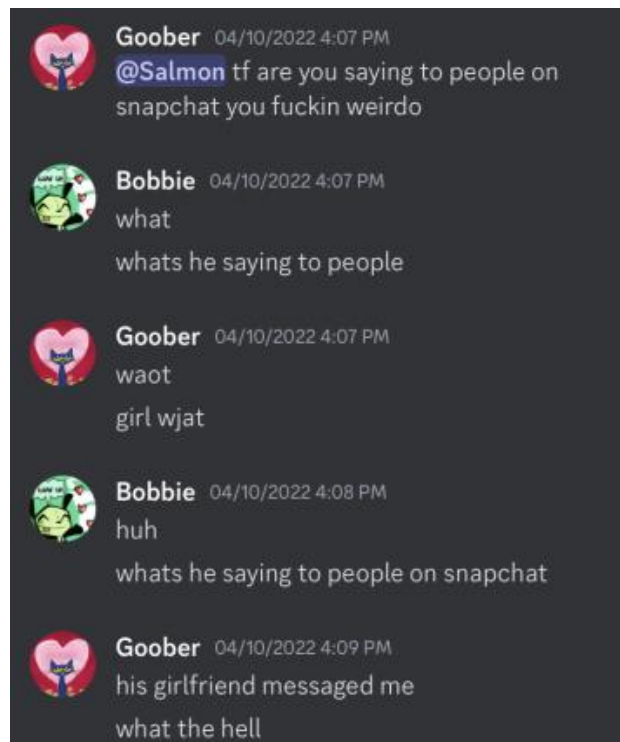 Goober 04/10/2022 4:07 PM
@Salmon tf are you saying to people on
snapchat you fuckin weirdo
Bobbie 04/10/2022 4:07 PM
what
whats he saying to people
Goober 04/10/2022 4:07 PM
waot
girl wjat
Bobbie 04/10/2022 4:08 PM
huh
whats he saying to people on snapchat
Goober 04/10/2022 4:09 PM
his girlfriend messaged me
what the hell